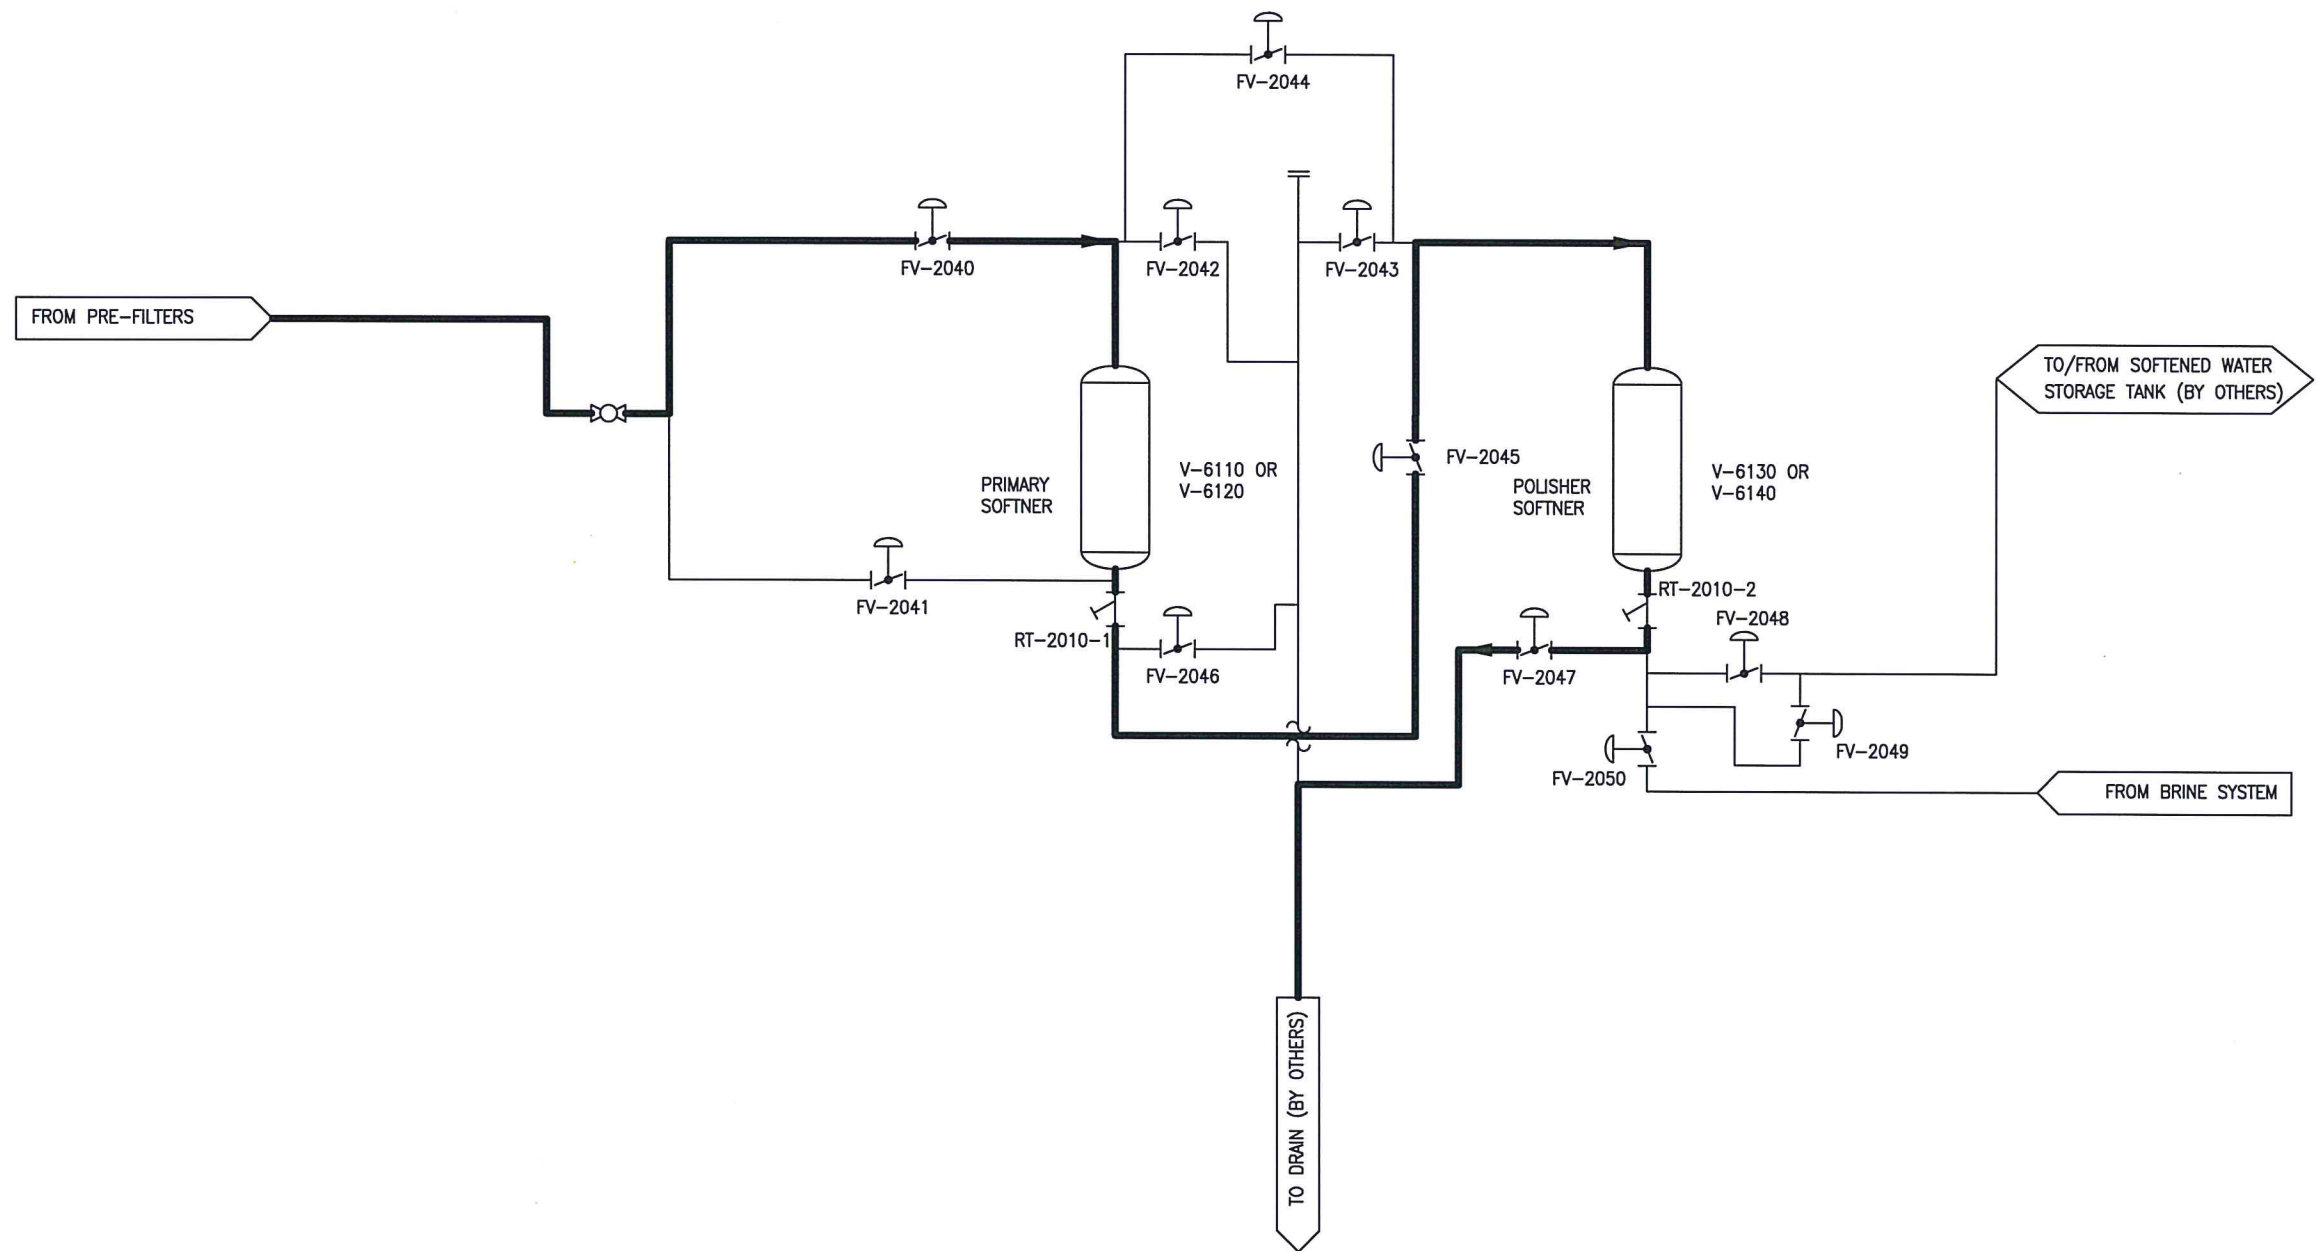 FV-2044
FV-2040
FV-2042
FV-2043
FROM PRE-FILTERS
TO/FROM SOFTENED WATER
STORAGE TANK (BY OTHERS)
FV-2045
PRIMARY
SOFTNER
V-6110 OR
V-6120
POLISHER
SOFTNER
V-6130 OR
V-6140
FV-2041
RT-2010-1
FV-2046
RT-2010-2
FV-2048
FV-2047
FV-2049
FV-2050
FROM BRINE SYSTEM
TO DRAIN (BY OTHERS)